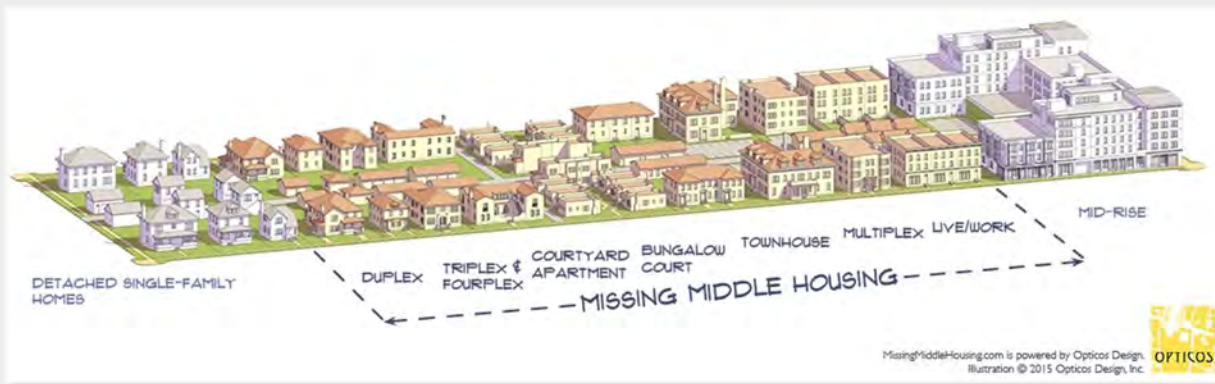 DETACHED SINGLE-FAMILY
HOMES
DUPLEX
TRIPLEX &
FOURPLEX
COURTYARD
APARTMENT
BUNGALOW
COURT
TOWNHOUSE
MULTIPLEX
LIVE/WORK
MID-RISE
MISSING MIDDLE HOUSING
MissingMiddleHousing.com is powered by Opticos Design.
Illustration © 2015 Opticos Design, Inc.
OPTICOS